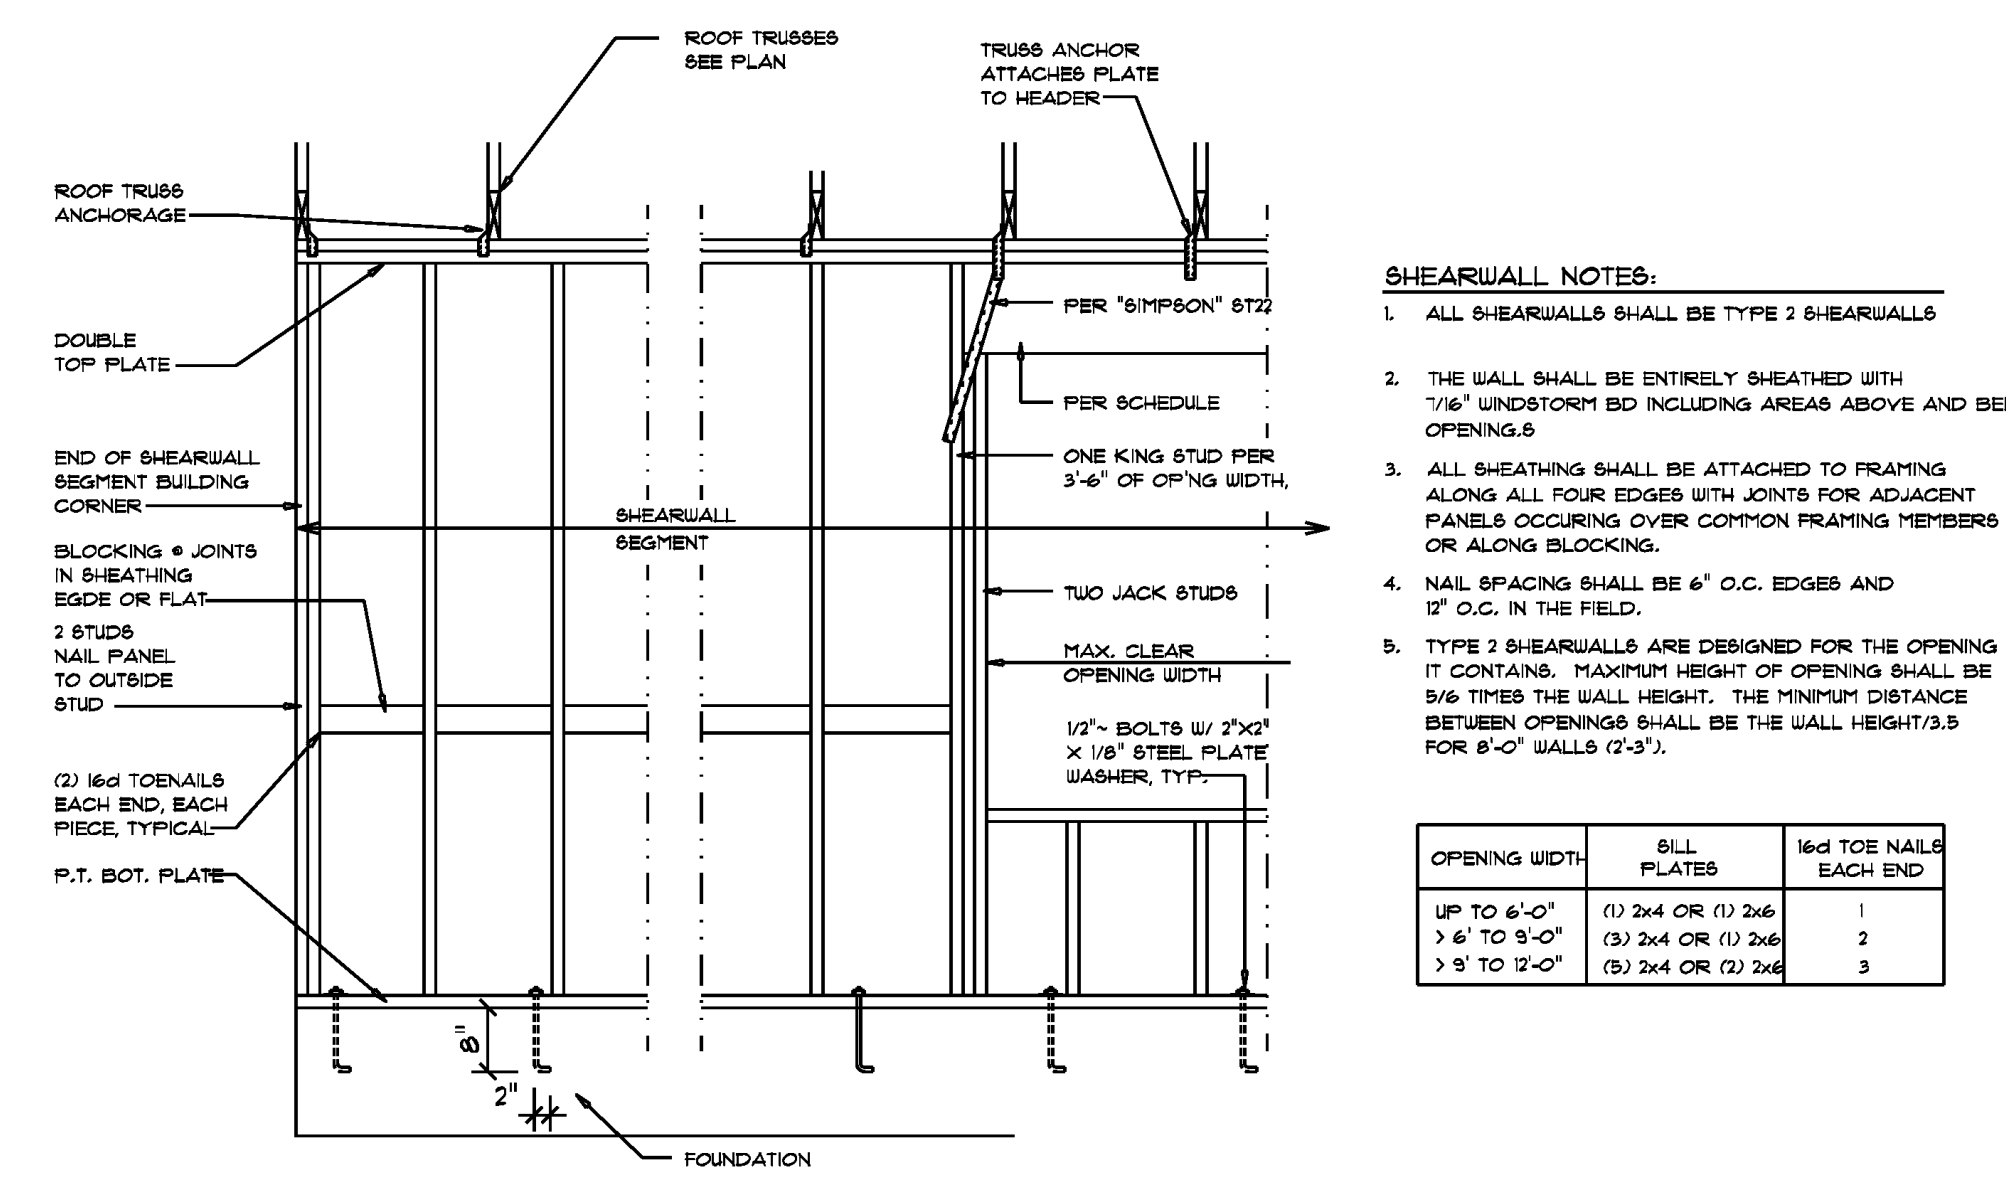 ROOF TRUSSES
SEE PLAN
TRUSS ANCHOR
ATTACHES PLATE
TO HEADER
ROOF TRUSS
ANCHORAGE
DOUBLE
TOP PLATE
END OF SHEARWALL
SEGMENT BUILDING
CORNER
BLOCKING @ JOINTS
IN SHEATHING
EGDE OR FLAT
2 STUDS
NAIL PANEL
TO OUTSIDE
STUD
(2) 16d TOENAILS
EACH END, EACH
PIECE, TYPICAL
P.T. BOT. PLATE
SHEARWALL
SEGMENT
PER "SIMPSON" ST22
PER SCHEDULE
ONE KING STUD PER
3'-6" OF OP'NG WIDTH,
TWO JACK STUDS
MAX. CLEAR
OPENING WIDTH
1/2"~ BOLTS W/ 2"X2"
X 1/8" STEEL PLATE
WASHER, TYP.
8"
2"
FOUNDATION
SHEARWALL NOTES:
1. ALL SHEARWALLS SHALL BE TYPE 2 SHEARWALLS
2. THE WALL SHALL BE ENTIRELY SHEATHED WITH
7/16" WINDSTORM BD INCLUDING AREAS ABOVE AND
OPENING.S
3. ALL SHEATHING SHALL BE ATTACHED TO FRAMING
ALONG ALL FOUR EDGES WITH JOINTS FOR ADJACENT
PANELS OCCURING OVER COMMON FRAMING MEMBERS
OR ALONG BLOCKING.
4. NAIL SPACING SHALL BE 6" O.C. EDGES AND
12" O.C. IN THE FIELD.
5. TYPE 2 SHEARWALLS ARE DESIGNED FOR THE OPENING
IT CONTAINS. MAXIMUM HEIGHT OF OPENING SHALL BE
5/6 TIMES THE WALL HEIGHT. THE MINIMUM DISTANCE
BETWEEN OPENINGS SHALL BE THE WALL HEIGHT/3.5
FOR 8'-0" WALLS (2'-3").
OPENING WIDTH
SILL
PLATES
16d TOE NAILS
EACH END
UP TO 6'-0" (1) 2x4 OR (1) 2x6 1
> 6' TO 9'-0" (3) 2x4 OR (1) 2x6 2
> 9' TO 12'-0" (5) 2x4 OR (2) 2x6 3